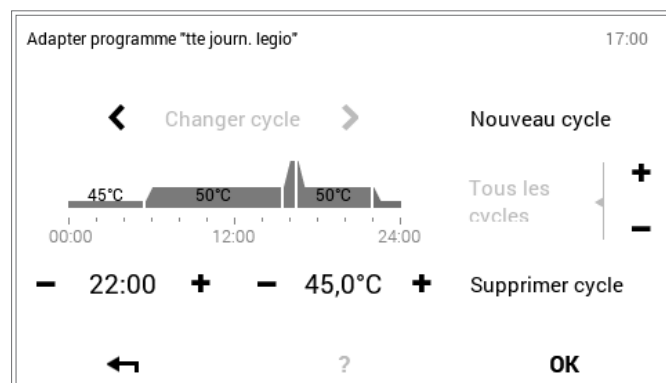 Adapter programme "tte journ. legio" 17:00
Changer cycle Nouveau cycle
45°C 50°C 50°C
Tous les
cycles
00:00 12:00 24:00
− 22:00 + − 45,0°C + Supprimer cycle
? OK